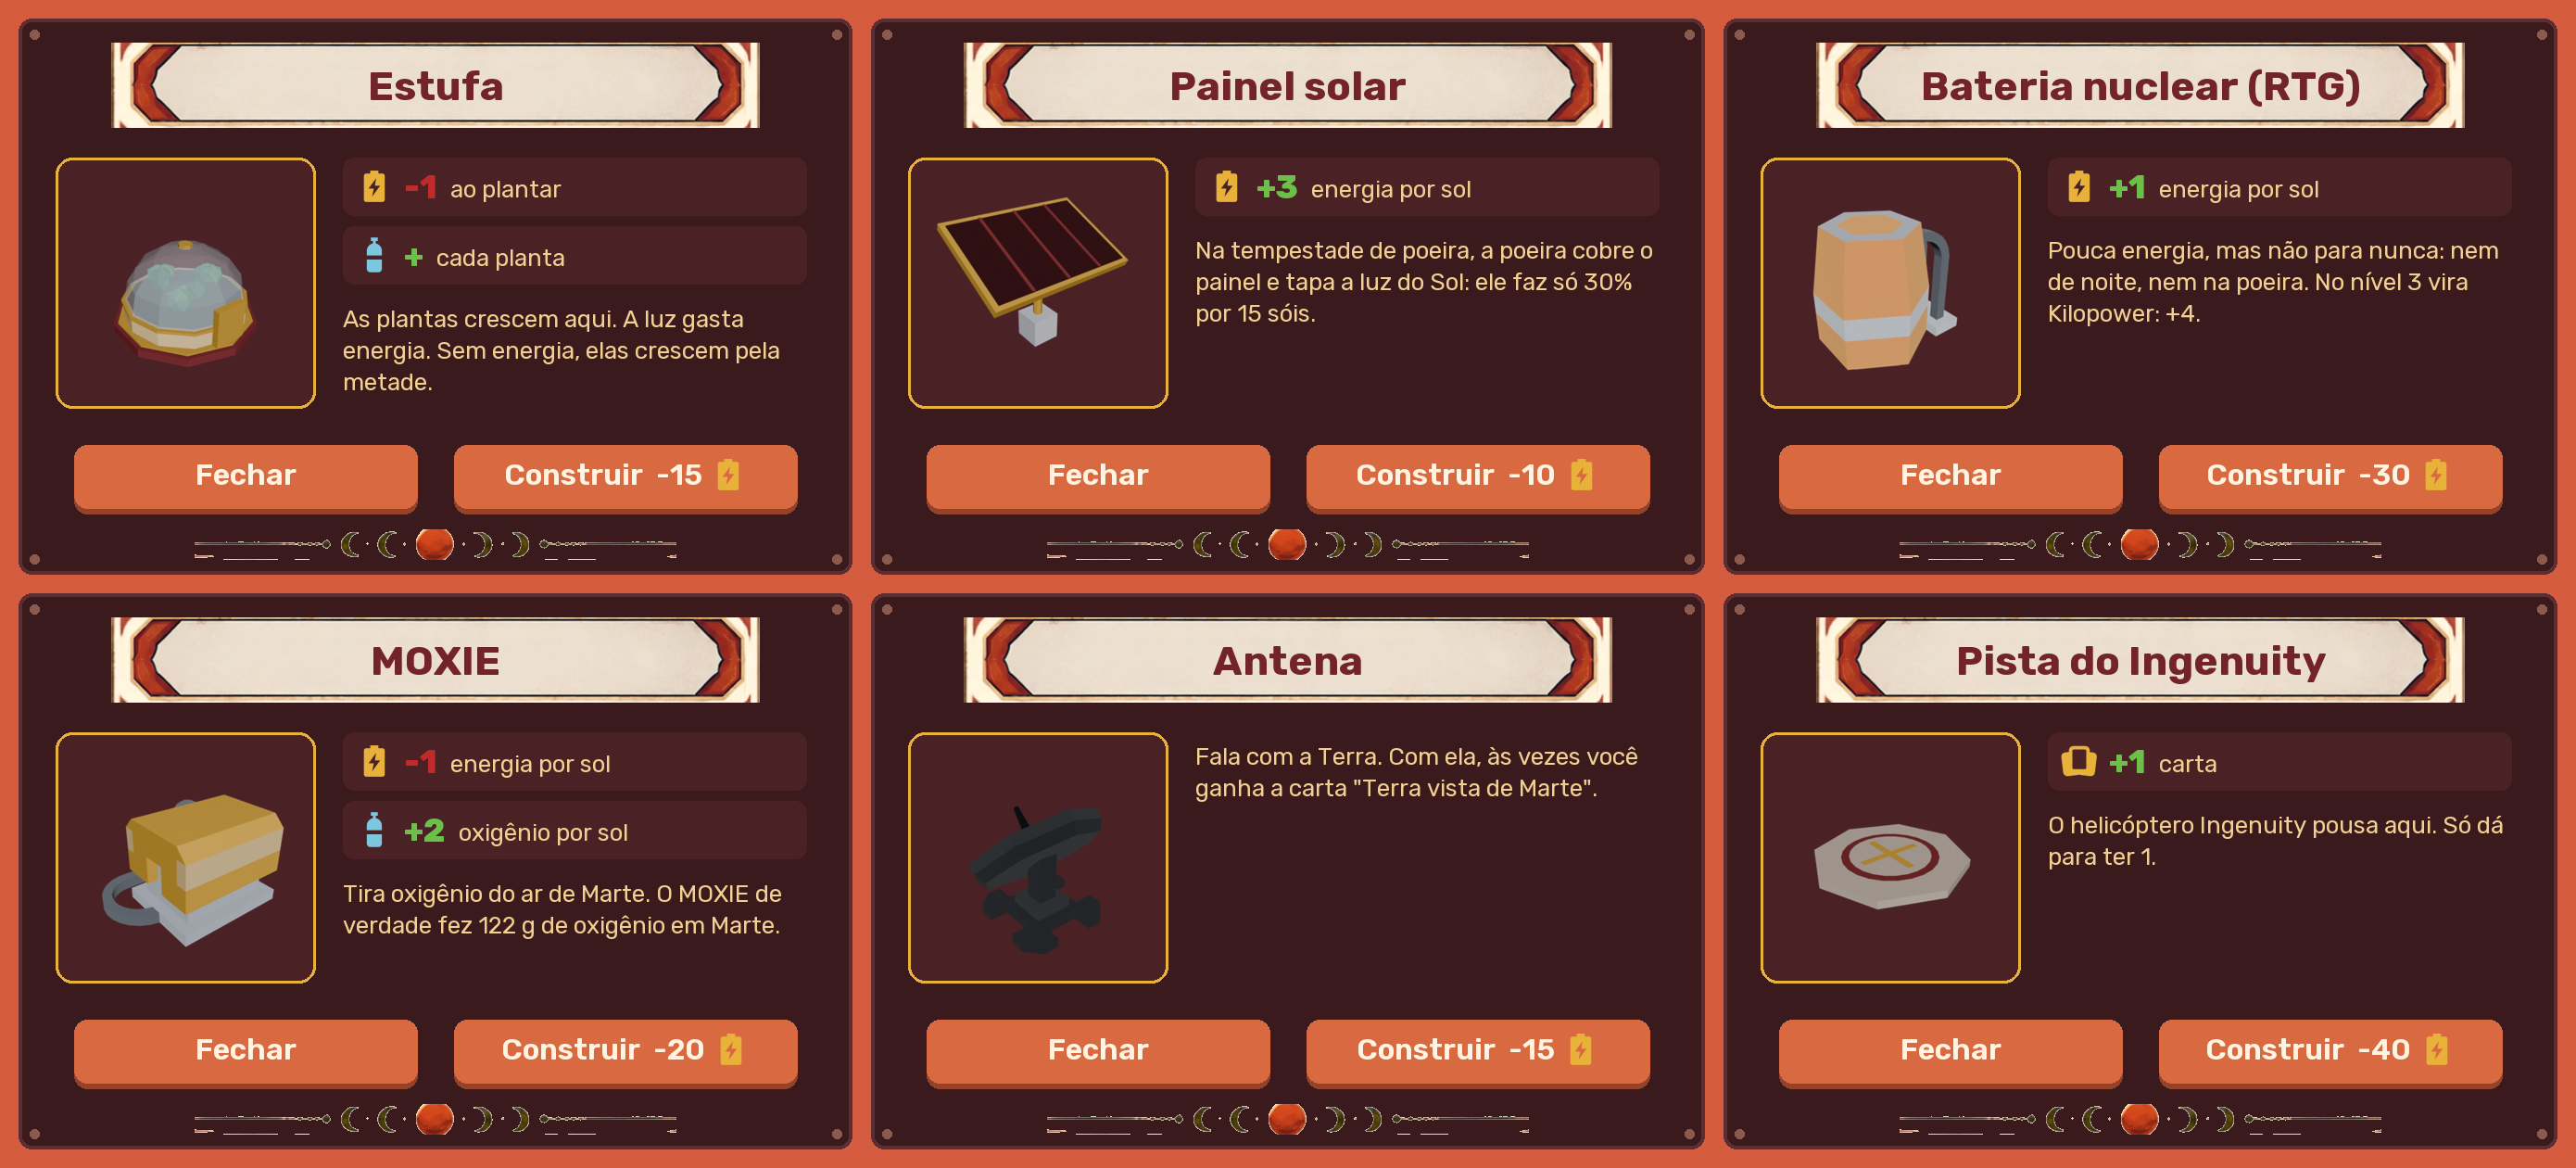 Estufa
-1 ao plantar
+ cada planta
As plantas crescem aqui. A luz gasta
energia. Sem energia, elas crescem pela
metade.
Fechar
Construir -15
Painel solar
+3 energia por sol
Na tempestade de poeira, a poeira cobre o
painel e tapa a luz do Sol: ele faz só 30%
por 15 sóis.
Fechar
Construir -10
Bateria nuclear (RTG)
+1 energia por sol
Pouca energia, mas não para nunca: nem
de noite, nem na poeira. No nível 3 vira
Kilopower: +4.
Fechar
Construir -30
MOXIE
-1 energia por sol
+2 oxigênio por sol
Tira oxigênio do ar de Marte. O MOXIE de
verdade fez 122 g de oxigênio em Marte.
Fechar
Construir -20
Antena
Fala com a Terra. Com ela, às vezes você
ganha a carta "Terra vista de Marte".
Fechar
Construir -15
Pista do Ingenuity
+1 carta
O helicóptero Ingenuity pousa aqui. Só dá
para ter 1.
Fechar
Construir -40